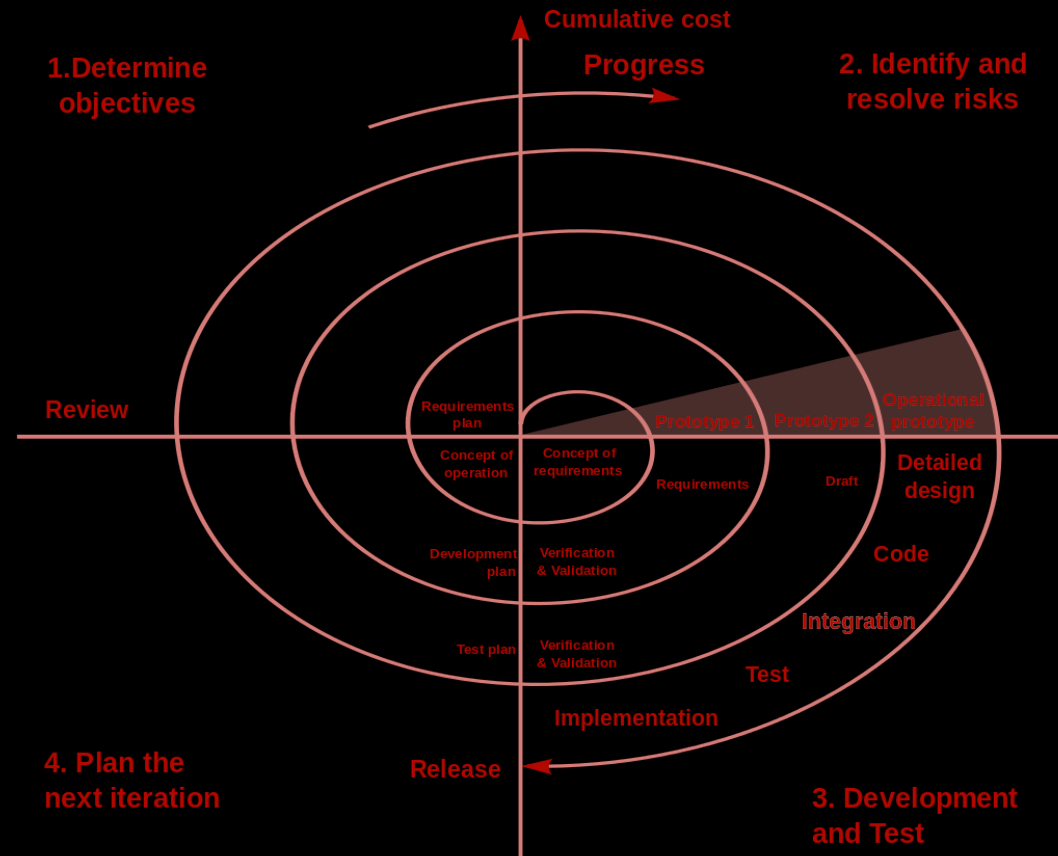 Cumulative cost
Progress
1.Determine
objectives
2. Identify and
resolve risks
Review
Requirements
plan
Prototype 1
Prototype 2
Operational
prototype
Concept of
operation
Concept of
requirements
Requirements
Draft
Detailed
design
Development
plan
Verification
& Validation
Code
Integration
Test plan
Verification
& Validation
Test
Implementation
Release
4. Plan the
next iteration
3. Development
and Test